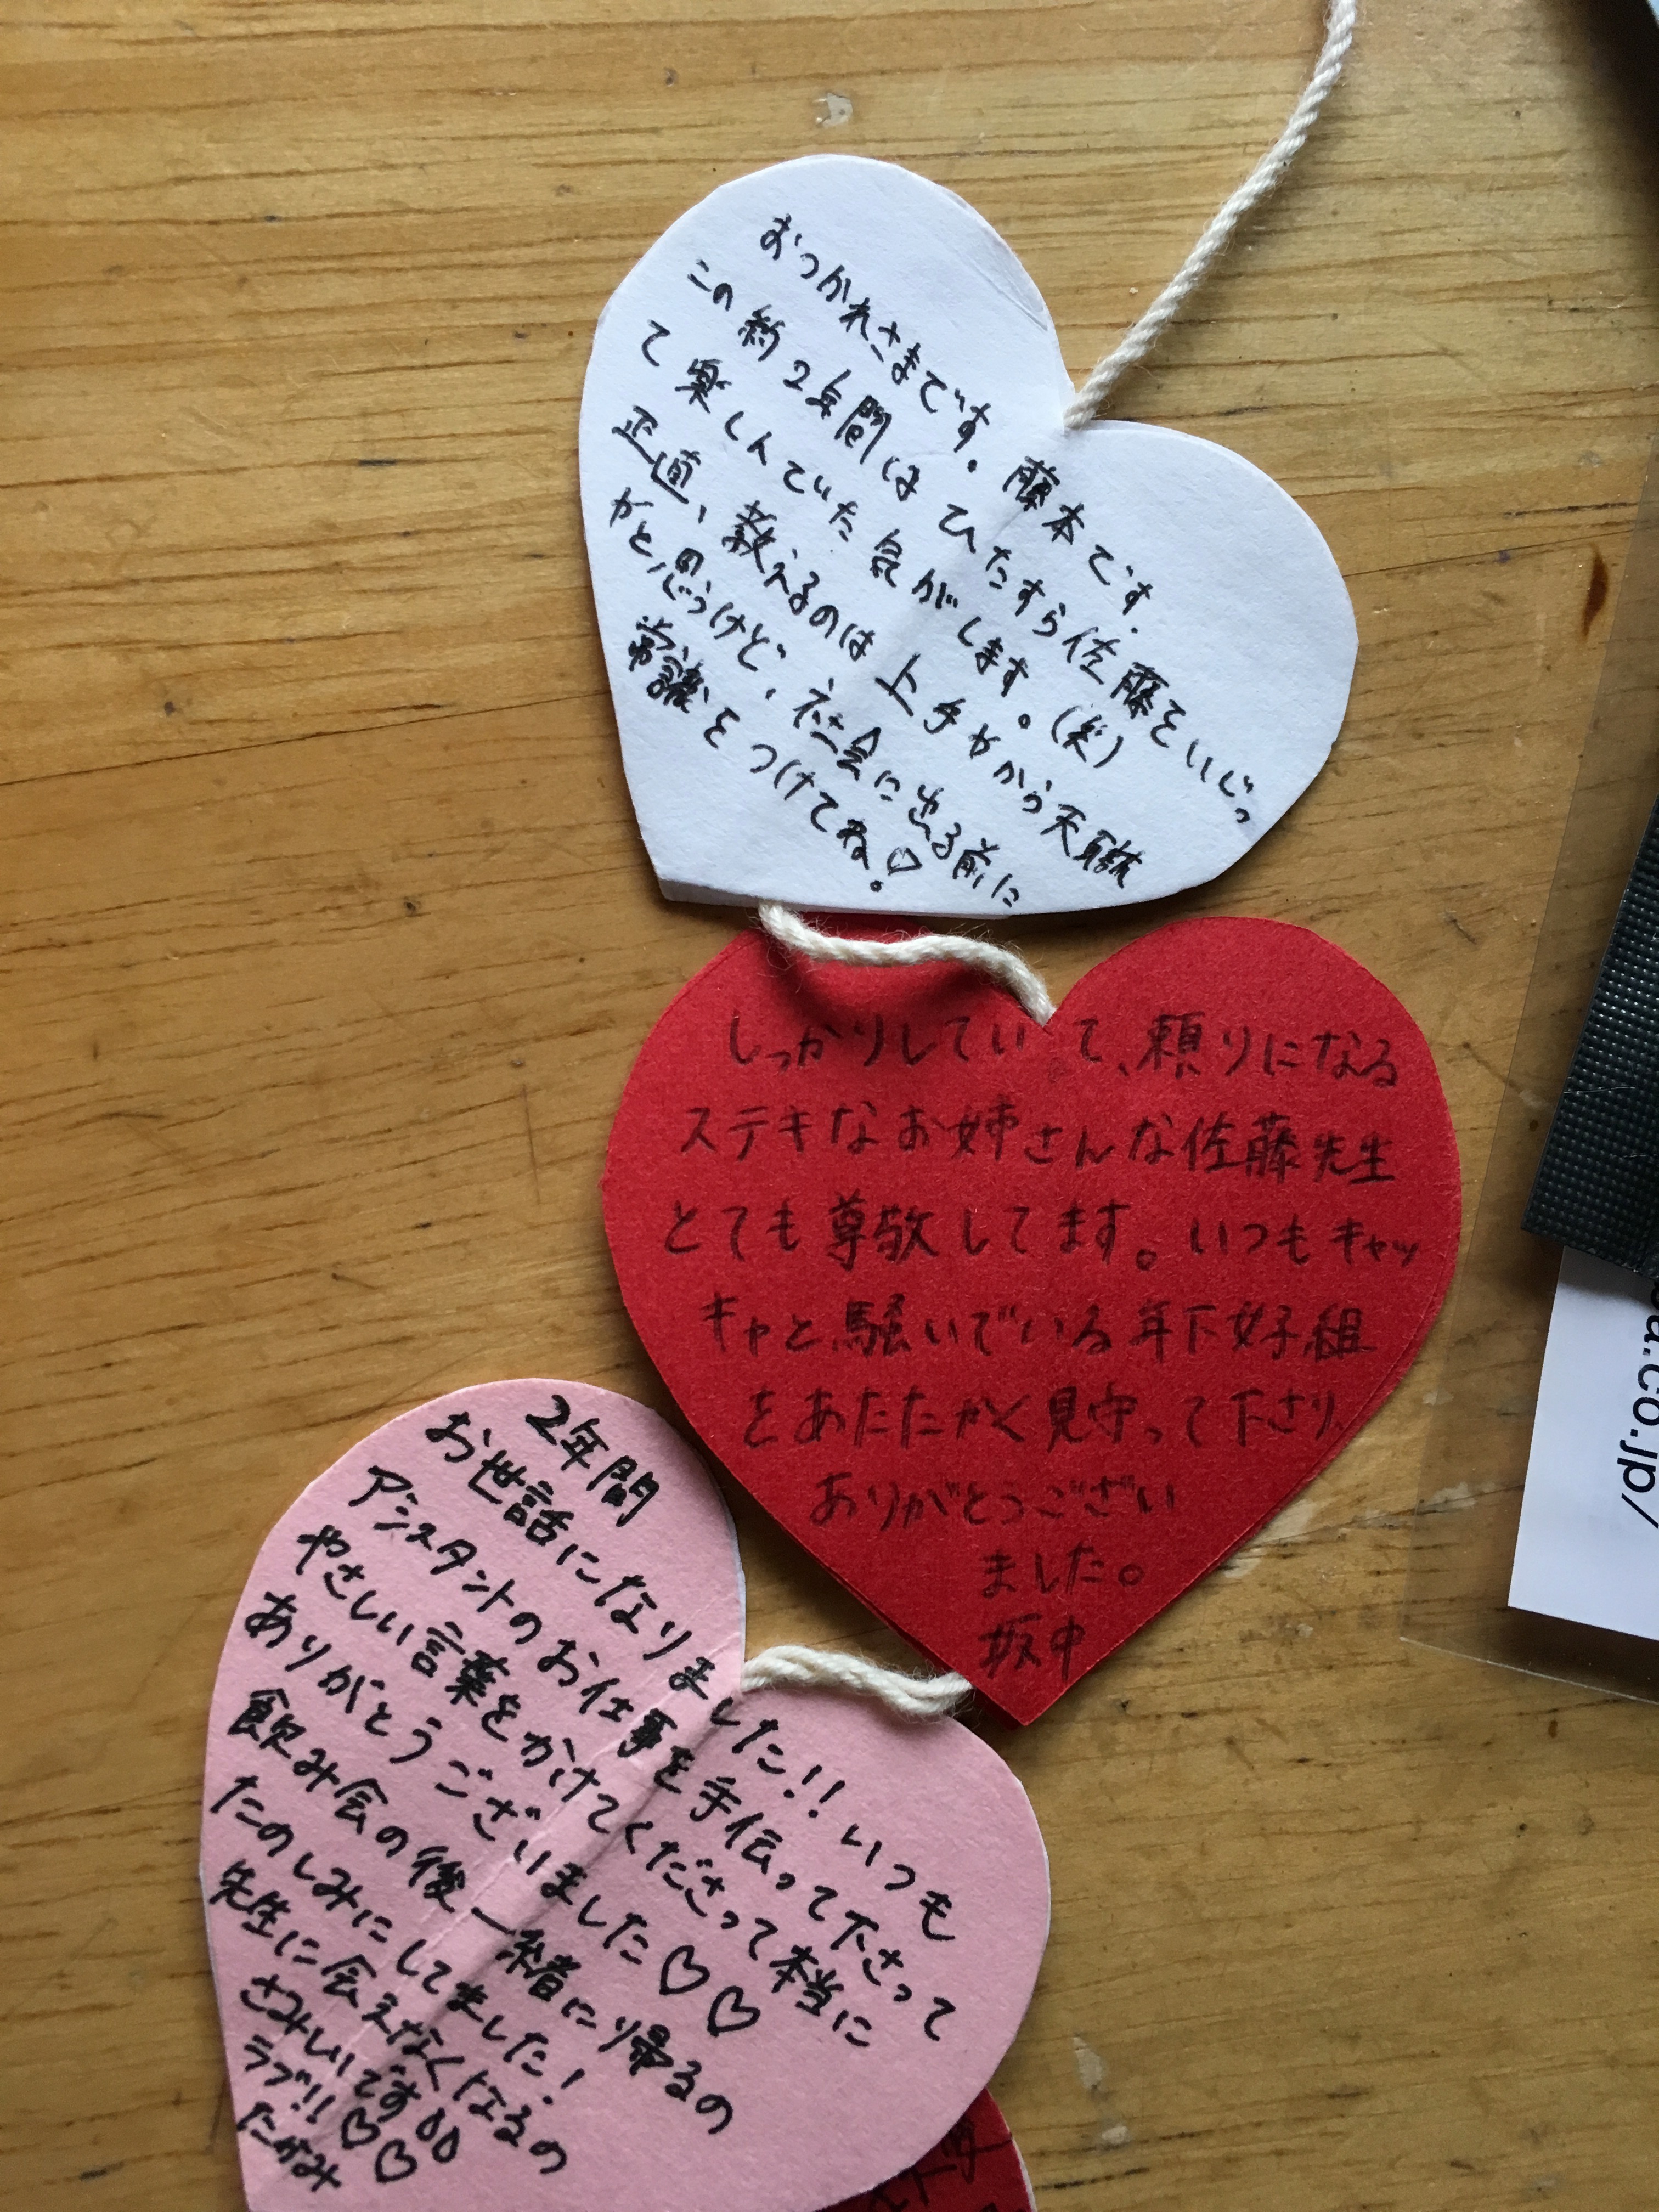 おつかれさまです。藤本です.
この約2年間はひたすら佐藤をいじっ
て楽しんでいた気がします。(笑)
正直、教えるのは上手やから天職
かと思うけど、社会に出る前に
常識をつけてね!♡
しっかりしていて、頼りになる
ステキなお姉さんな佐藤先生
とても尊敬してます。いつもキャッ
キャと騒いでいる年下女子組
をあたたかく見守って下さり
ありがとうござい
ました。
坂中
2年間
お世話になりました!!いつも
アシスタントのお仕事を手伝って下さって
やさしい言葉をかけてくださって本当に
ありがとうございました♡♡
飲み会の後一緒に帰るの
たのしみにしてました!
先生に会えなくなるの
さみしいです
ラブ!!♡♡
たかみ
a.co.jp/